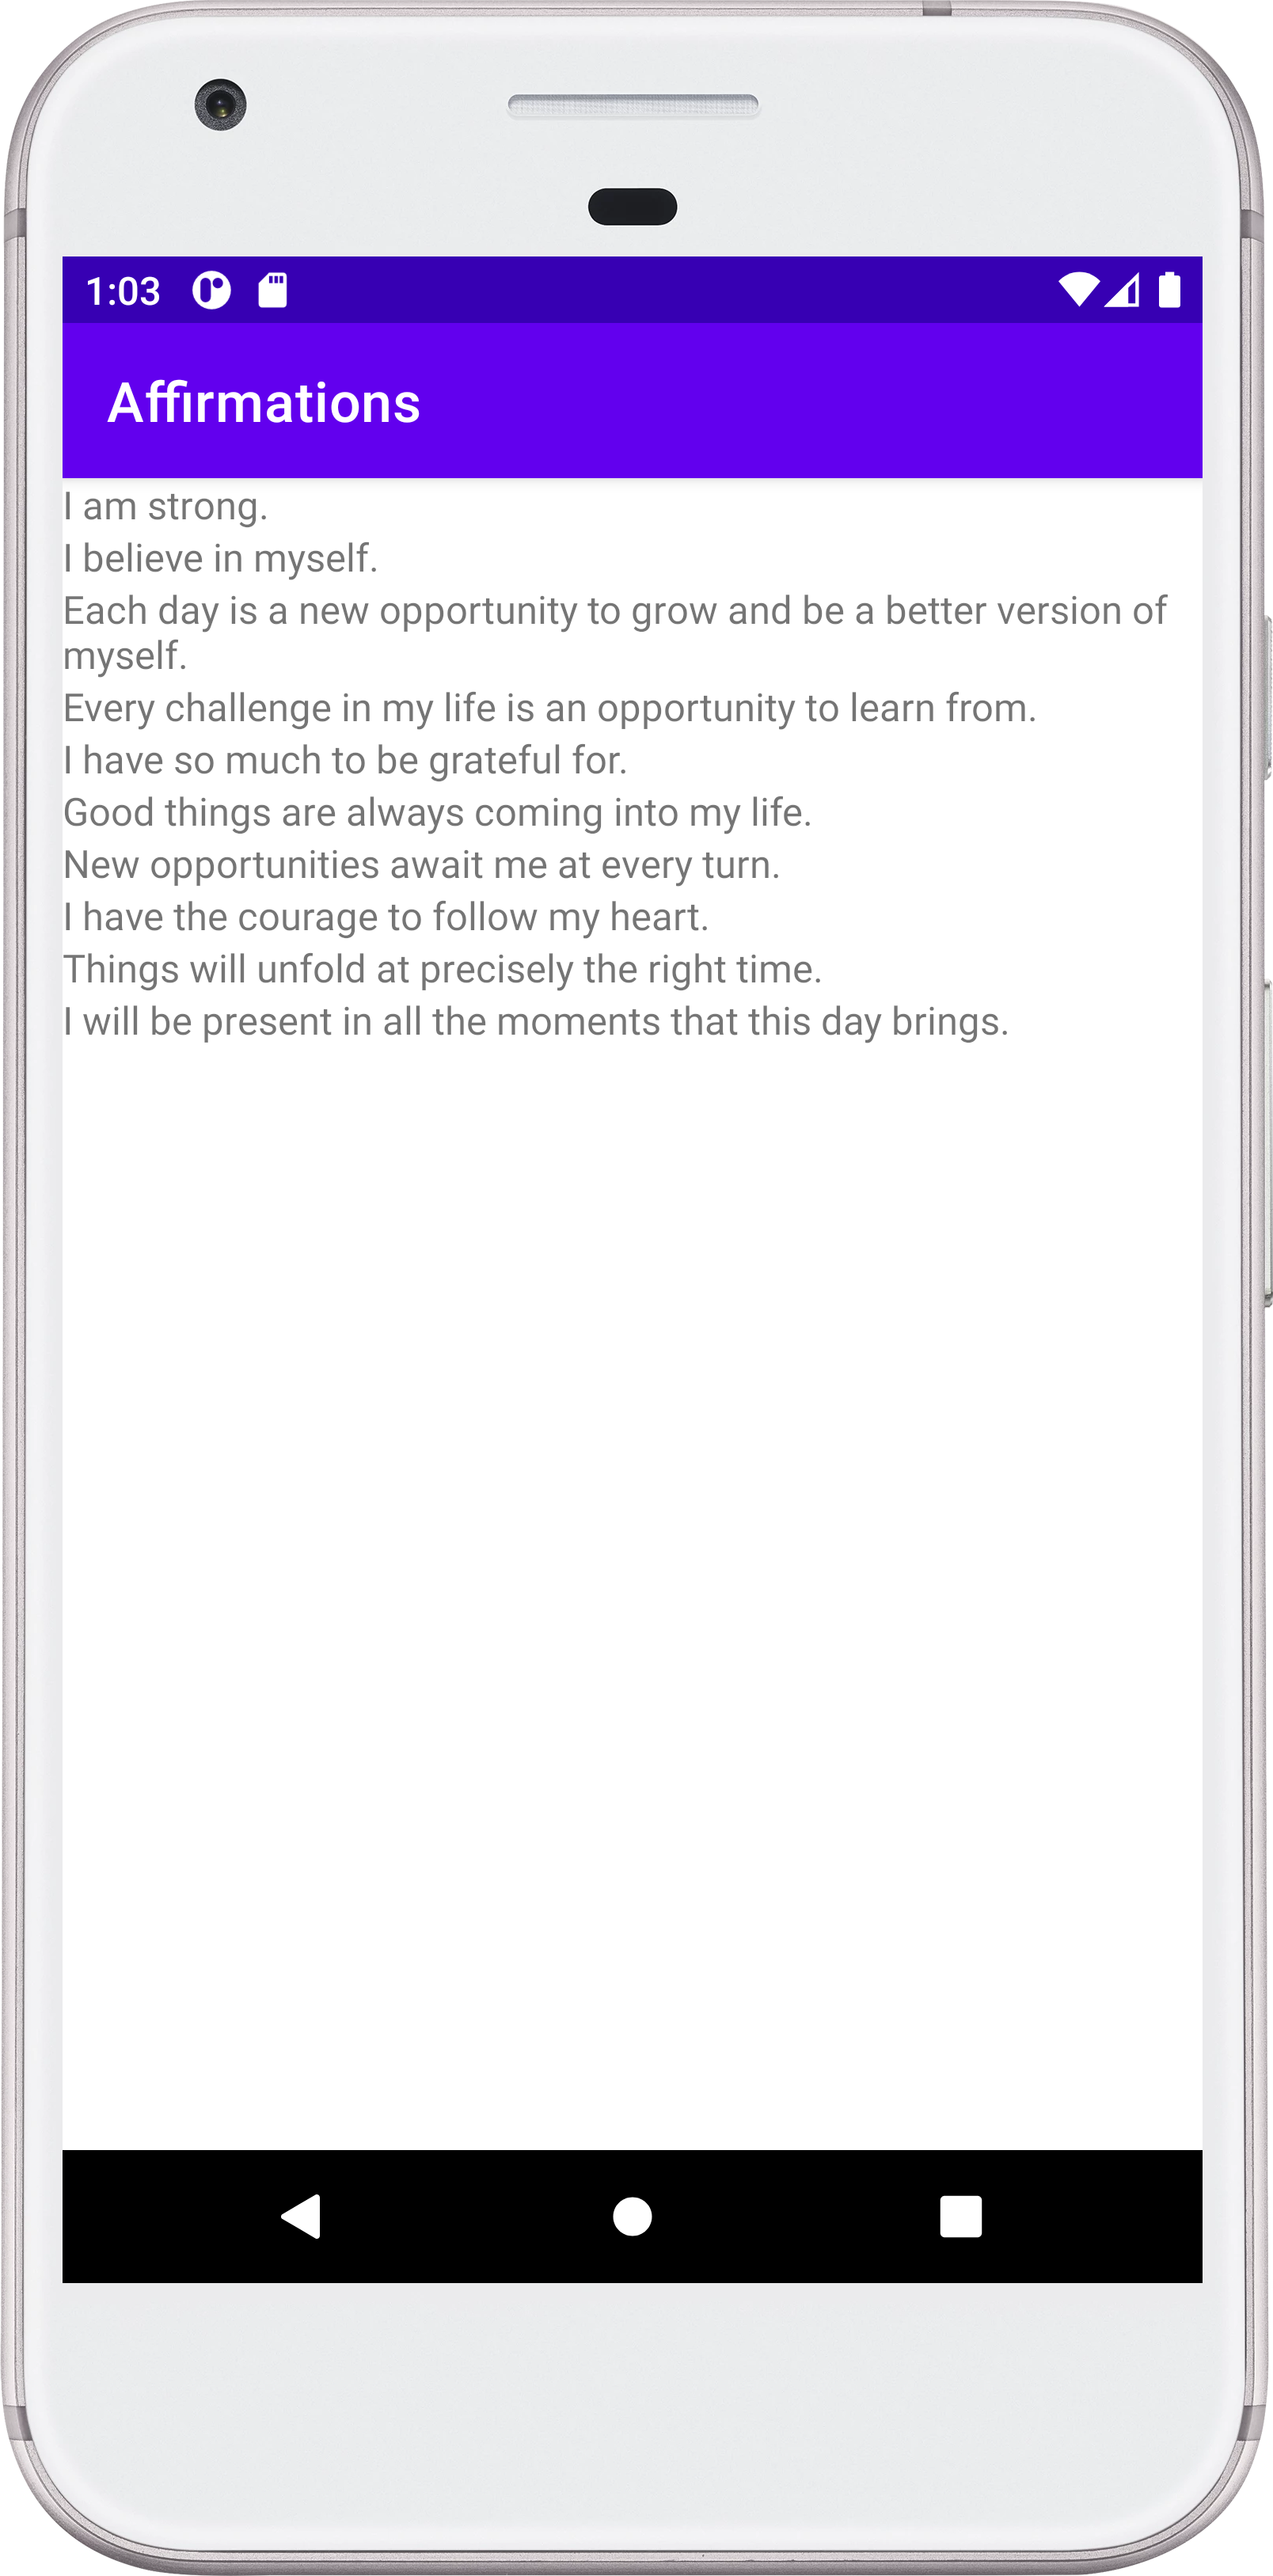 1:03
Affirmations
I am strong.
I believe in myself.
Each day is a new opportunity to grow and be a better version of
myself.
Every challenge in my life is an opportunity to learn from.
I have so much to be grateful for.
Good things are always coming into my life.
New opportunities await me at every turn.
I have the courage to follow my heart.
Things will unfold at precisely the right time.
I will be present in all the moments that this day brings.